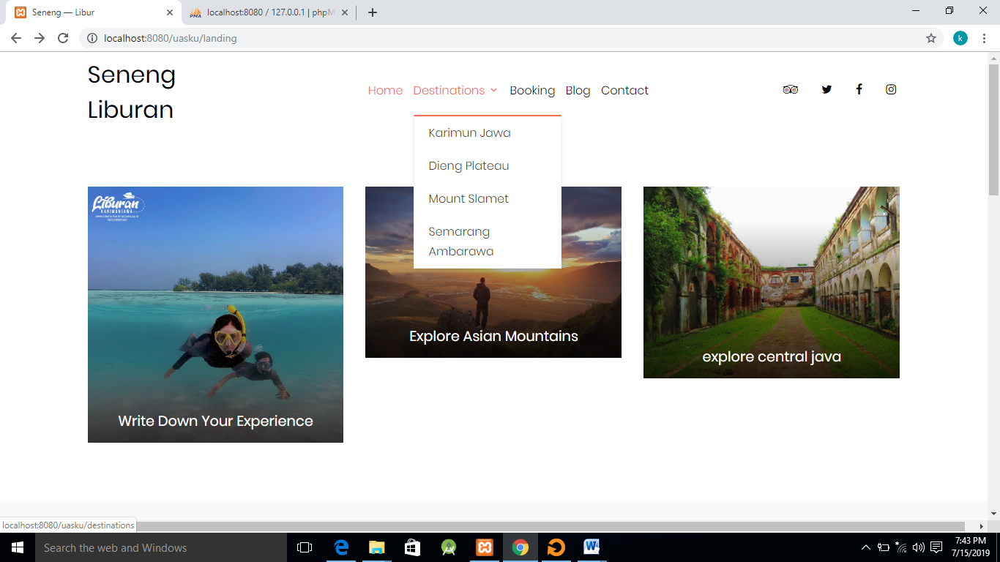 Seneng — Libur
localhost:8080 / 127.0.0.1 | phpM
localhost:8080/uasku/landing
k
Seneng
Liburan
Home Destinations Booking Blog Contact
Karimun Jawa
Dieng Plateau
Mount Slamet
Semarang
Ambarawa
Liburan
KARIMUNJAWA
Explore Asian Mountains
explore central java
Write Down Your Experience
localhost:8080/uasku/destinations
Search the web and Windows
7:43 PM
7/15/2019